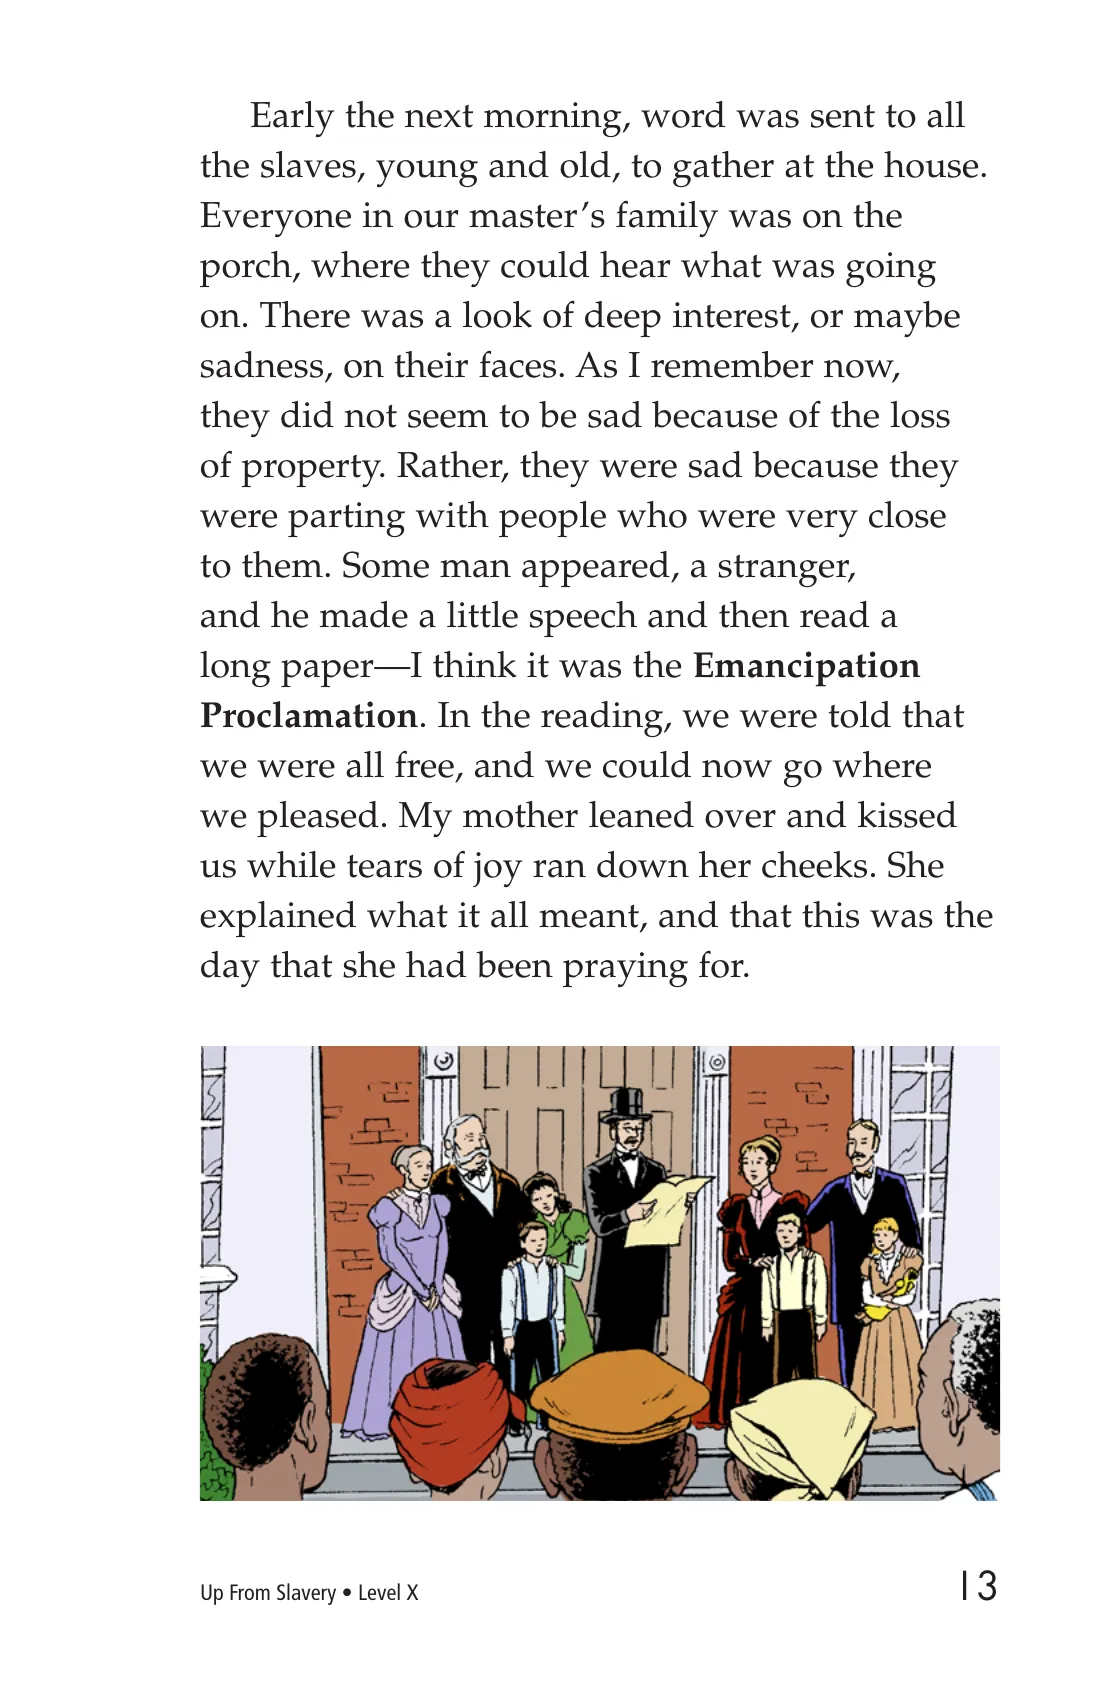 Early the next morning, word was sent to all
the slaves, young and old, to gather at the house.
Everyone in our master’s family was on the
porch, where they could hear what was going
on. There was a look of deep interest, or maybe
sadness, on their faces. As I remember now,
they did not seem to be sad because of the loss
of property. Rather, they were sad because they
were parting with people who were very close
to them. Some man appeared, a stranger,
and he made a little speech and then read a
long paper—I think it was the Emancipation
Proclamation. In the reading, we were told that
we were all free, and we could now go where
we pleased. My mother leaned over and kissed
us while tears of joy ran down her cheeks. She
explained what it all meant, and that this was the
day that she had been praying for.
Up From Slavery • Level X
13